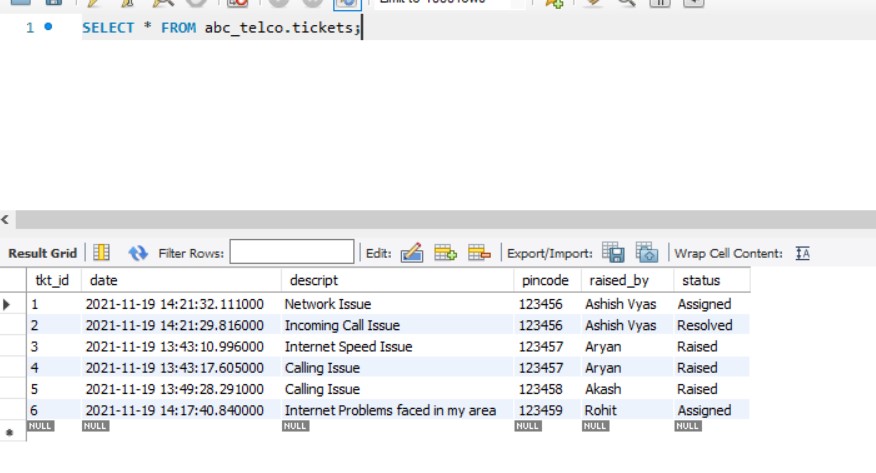 1 SELECT * FROM abc_telco.tickets;
Result Grid Filter Rows: Edit: Export/Import: Wrap Cell Content:
tkt_id date descript pincode raised_by status
1 2021-11-19 14:21:32.111000 Network Issue 123456 Ashish Vyas Assigned
2 2021-11-19 14:21:29.816000 Incoming Call Issue 123456 Ashish Vyas Resolved
3 2021-11-19 13:43:10.996000 Internet Speed Issue 123457 Aryan Raised
4 2021-11-19 13:43:17.605000 Calling Issue 123457 Aryan Raised
5 2021-11-19 13:49:28.291000 Calling Issue 123458 Akash Raised
6 2021-11-19 14:17:40.840000 Internet Problems faced in my area 123459 Rohit Assigned
NULL NULL NULL NULL NULL NULL